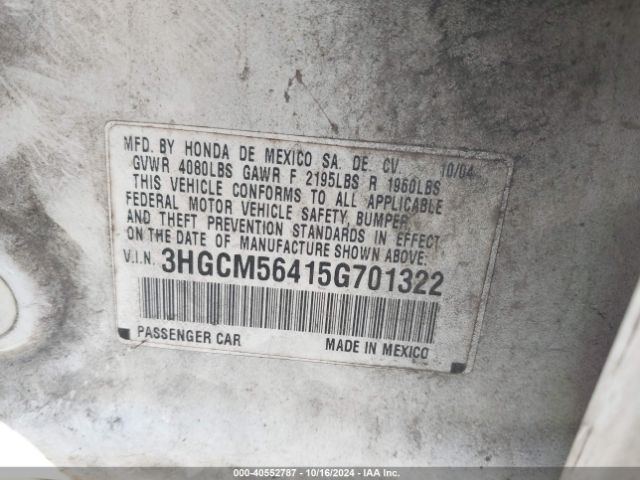 MFD. BY HONDA DE MEXICO SA. DE. CV. 10/04
GVWR 4080LBS GAWR F 2195LBS R 1950LBS
THIS VEHICLE CONFORMS TO ALL APPLICABLE
FEDERAL MOTOR VEHICLE SAFETY, BUMPER,
AND THEFT PREVENTION STANDARDS IN EFFECT
ON THE DATE OF MANUFACTURE SHOWN ABOVE.
V.I.N. 3HGCM56415G701322
PASSENGER CAR MADE IN MEXICO
000-40552787 - 10/16/2024 - IAA Inc.